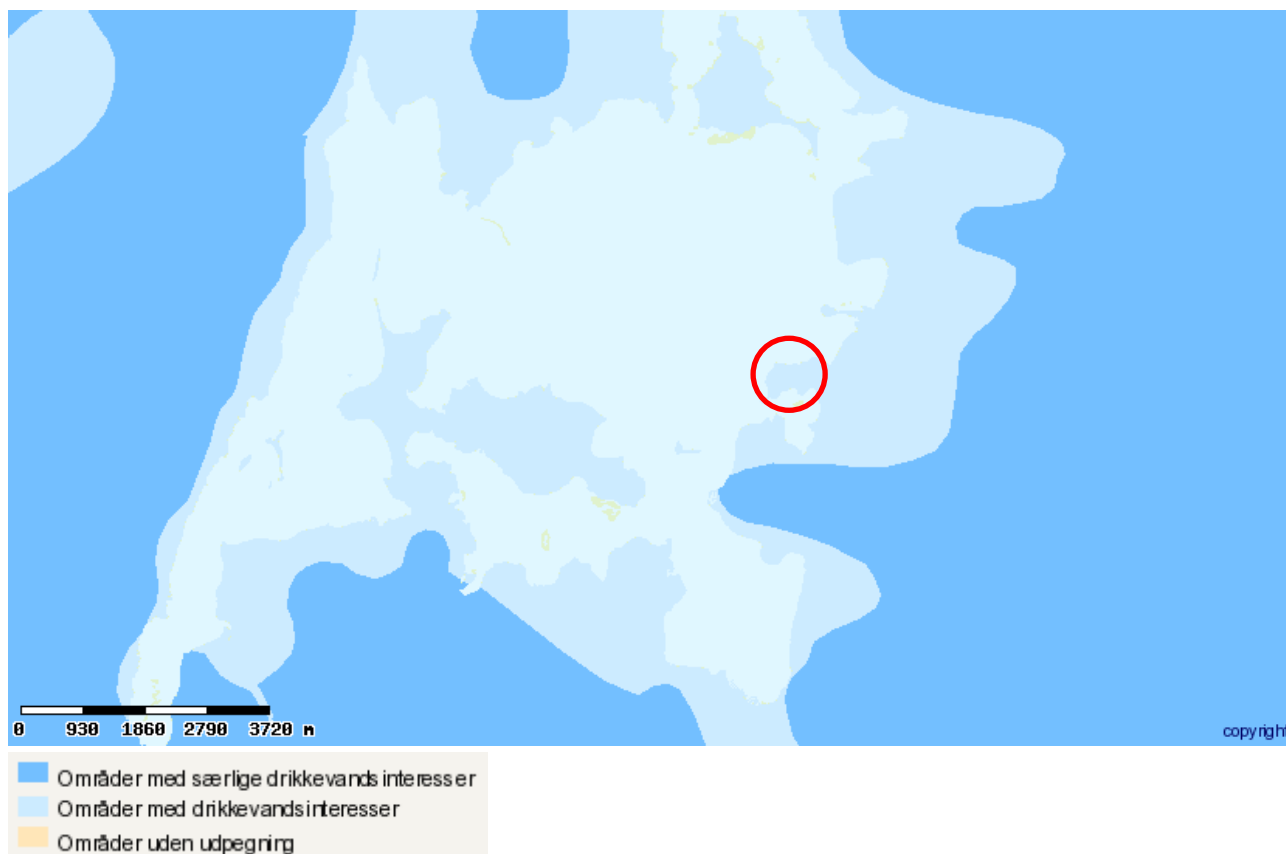 0 930 1860 2790 3720 m
copyright
Områder med særlige drikkevandsinteresser
Områder med drikkevandsinteresser
Områder uden udpegning